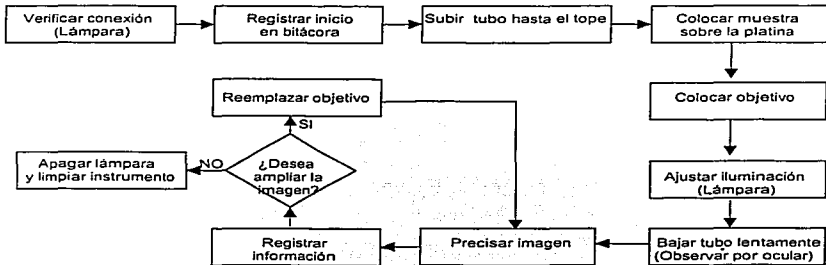 Verificar conexión
(Lámpara)
Registrar inicio
en bitácora
Subir tubo hasta el tope
Colocar muestra
sobre la platina
Colocar objetivo
Ajustar iluminación
(Lámpara)
Bajar tubo lentamente
(Observar por ocular)
Precisar imagen
Registrar
información
¿Desea
ampliar la
imagen?
SI
Reemplazar objetivo
NO
Apagar lámpara
y limpiar instrumento